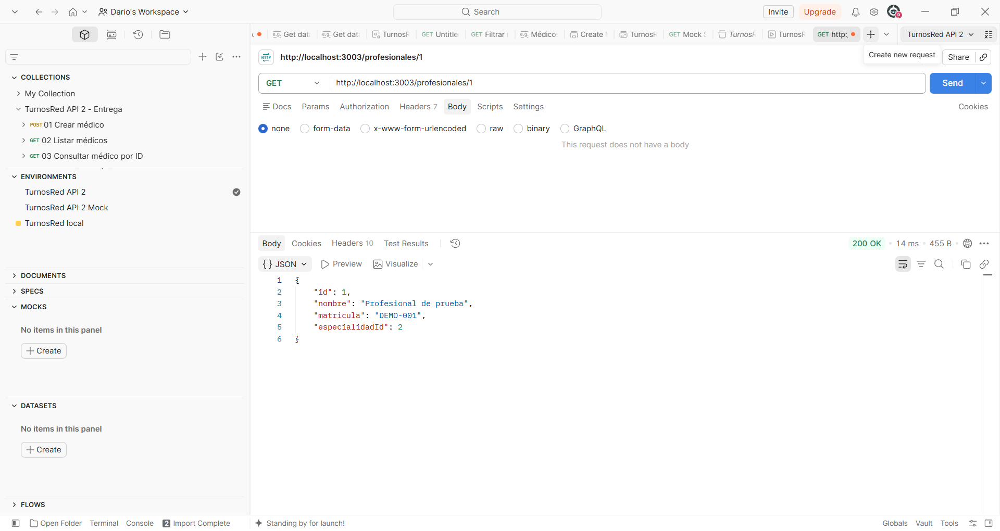 Dario's Workspace
Search
Invite
Upgrade
e.g. Get dat
e.g. Get dat
TurnosR
GET Untitle
GET Filtrar
e.g. Médico
Create
TurnosR
GET Mock
TurnosR
TurnosR
GET http:
TurnosRed API 2
Create new request
HTTP
http://localhost:3003/profesionales/1
Share
GET
http://localhost:3003/profesionales/1
Send
Docs
Params
Authorization
Headers 7
Body
Scripts
Settings
Cookies
none
form-data
x-www-form-urlencoded
raw
binary
GraphQL
This request does not have a body
COLLECTIONS
My Collection
TurnosRed API 2 - Entrega
POST 01 Crear médico
GET 02 Listar médicos
GET 03 Consultar médico por ID
ENVIRONMENTS
TurnosRed API 2
TurnosRed API 2 Mock
TurnosRed local
DOCUMENTS
SPECS
MOCKS
No items in this panel
Create
DATASETS
No items in this panel
Create
FLOWS
Body
Cookies
Headers 10
Test Results
200 OK
14 ms
455 B
{} JSON
Preview
Visualize
1 {
2 "id": 1,
3 "nombre": "Profesional de prueba",
4 "matricula": "DEMO-001",
5 "especialidadId": 2
6 }
Open Folder
Terminal
Console
2 Import Complete
Standing by for launch!
Globals
Vault
Tools